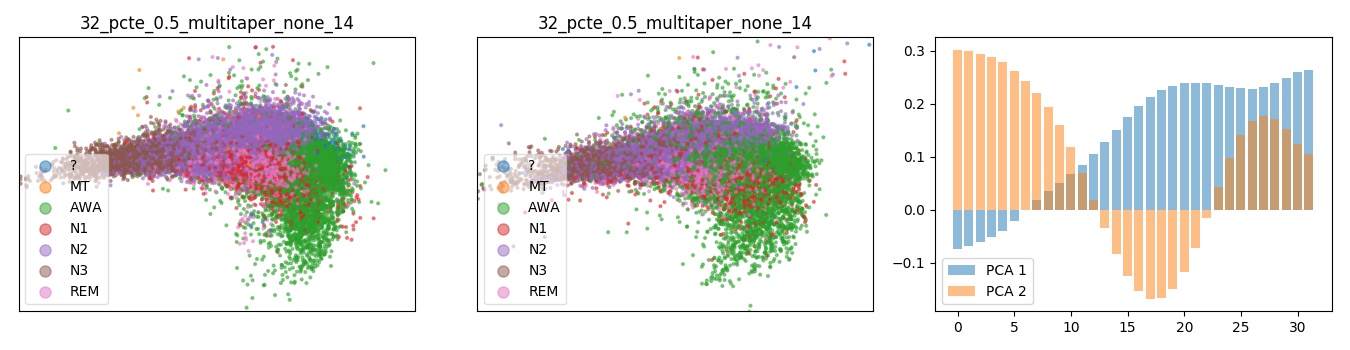 32_pcte_0.5_multitaper_none_14
?
MT
AWA
N1
N2
N3
REM
32_pcte_0.5_multitaper_none_14
?
MT
AWA
N1
N2
N3
REM
0.3
0.2
0.1
0.0
−0.1
PCA 1
PCA 2
0 5 10 15 20 25 30